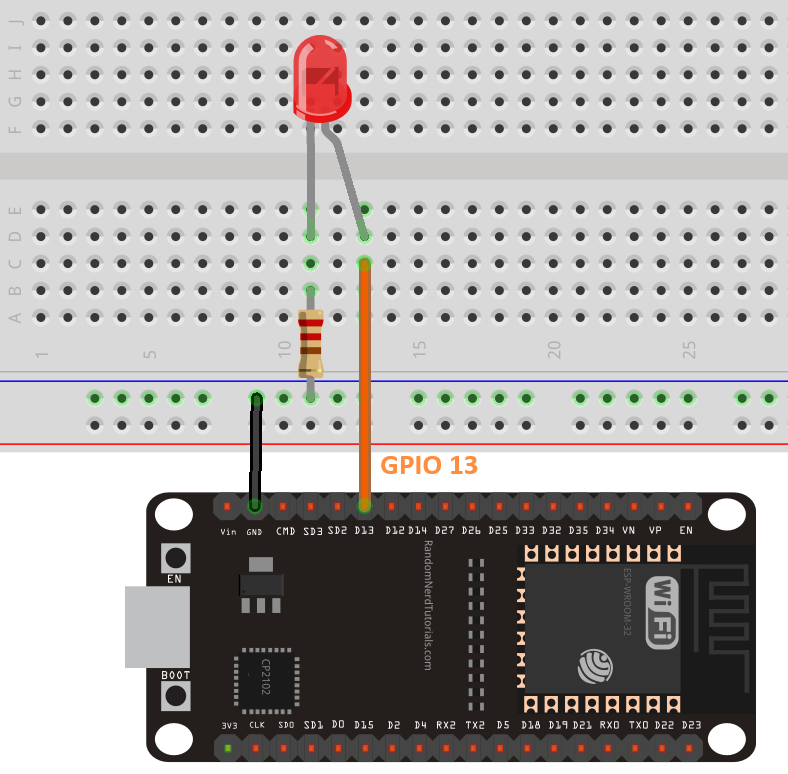 J
I
H
G
F
E
D
C
B
A
1 5 10 15 20 25
GPIO 13
Vin GND CMD SD3 SD2 D13 D12 D14 D27 D26 D25 D33 D32 D35 D34 VN VP EN
EN
RandomNerdTutorials.com
ESP-WROOM-32
WiFi
CP2102
BOOT
3V3 CLK SD0 SD1 D0 D15 D2 D4 RX2 TX2 D5 D18 D19 D21 RX0 TX0 D22 D23